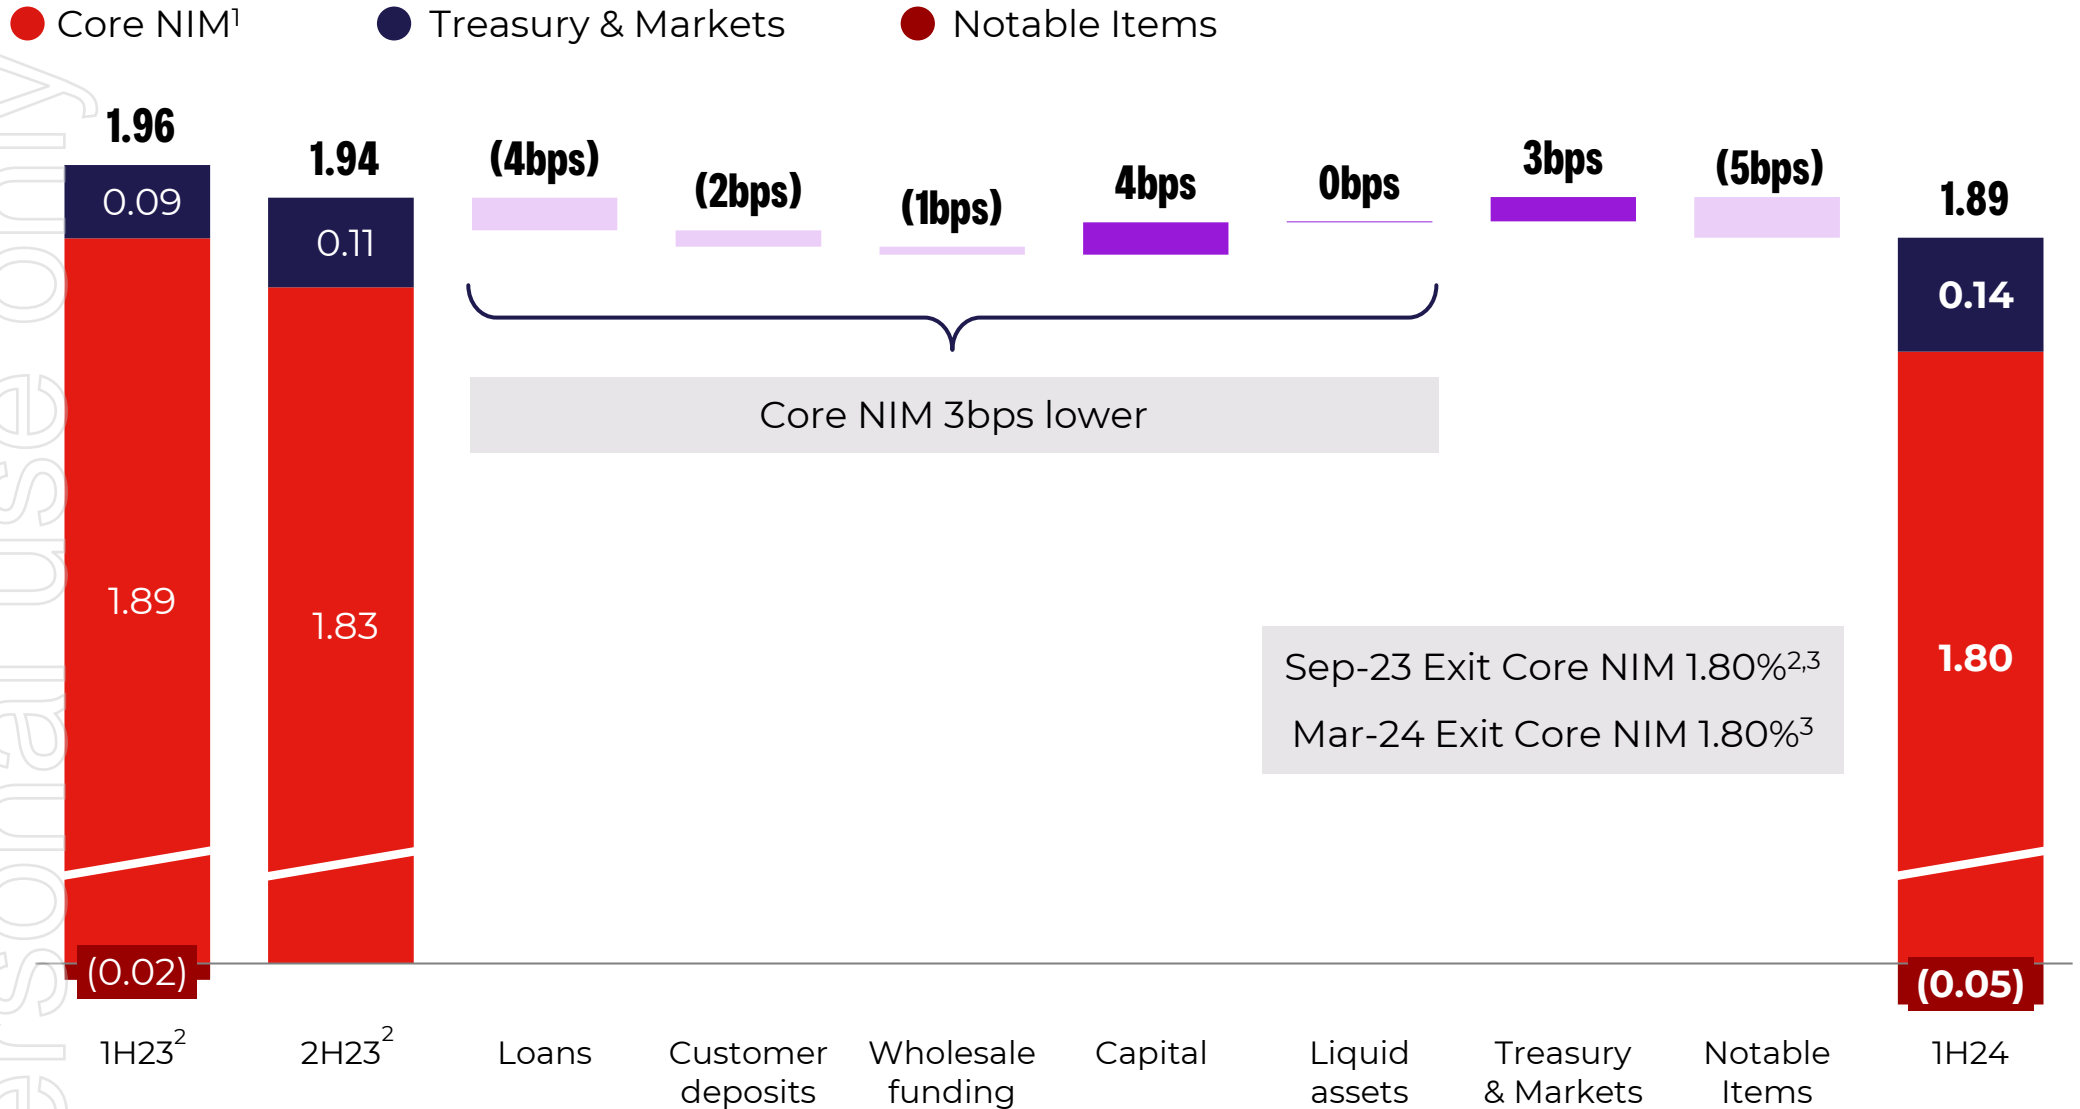 Core NIM¹ Treasury & Markets Notable Items
1.96
1.94
(4bps)
(2bps)
(1bps)
4bps
0bps
3bps
(5bps)
1.89
0.09
0.11
0.14
1.89
1.83
1.80
Core NIM 3bps lower
Sep-23 Exit Core NIM 1.80%²,³
Mar-24 Exit Core NIM 1.80%³
(0.02)
(0.05)
1H23²
2H23²
Loans
Customer
deposits
Wholesale
funding
Capital
Liquid
assets
Treasury
& Markets
Notable
Items
1H24
ersonal use only